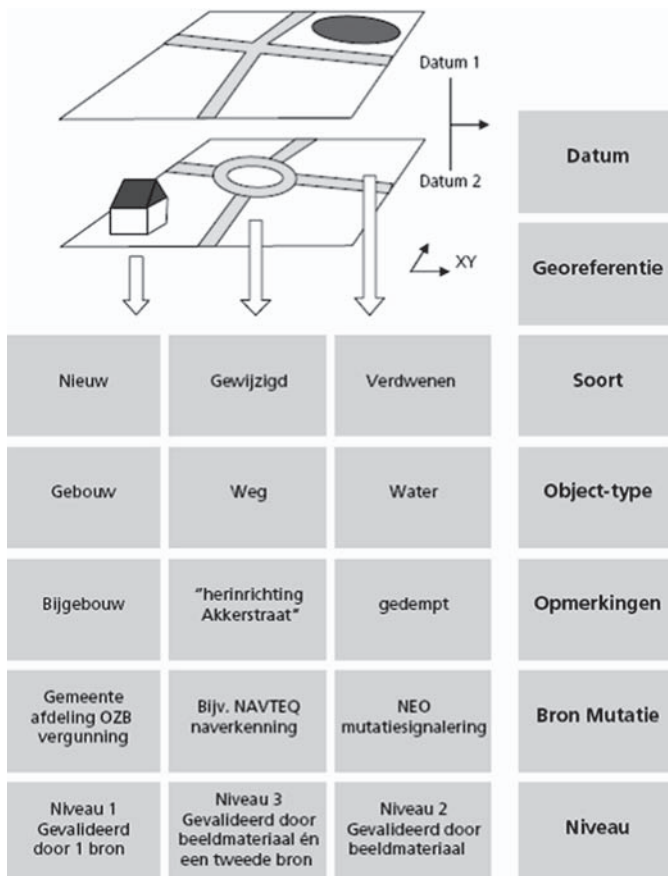 Datum 1
Datum 2
Datum
XY
Georeferentie
Nieuw
Gewijzigd
Verdwenen
Soort
Gebouw
Weg
Water
Object-type
Bijgebouw
"herinrichting
Akkerstraat"
gedempt
Opmerkingen
Gemeente
afdeling OZB
vergunning
Bijv. NAVTEQ
naverkenning
NEO
mutatiesignalering
Bron Mutatie
Niveau 1
Gevalideerd
door 1 bron
Niveau 3
Gevalideerd door
beeldmateriaal én
een tweede bron
Niveau 2
Gevalideerd door
beeldmateriaal
Niveau